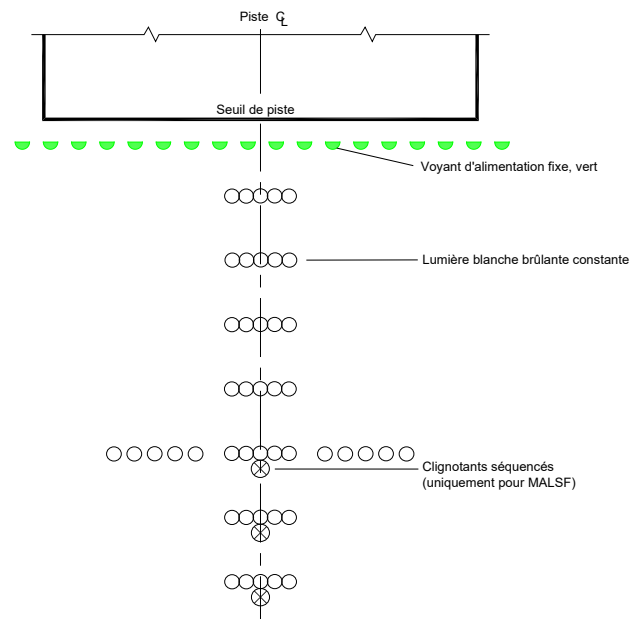 Piste ℄
Seuil de piste
Voyant d'alimentation fixe, vert
Lumière blanche brûlante constante
Clignotants séquencés
(uniquement pour MALSF)